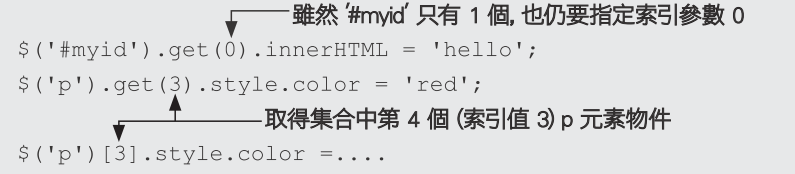 雖然 '#myid' 只有 1 個, 也仍要指定索引參數 0
$('#myid').get(0).innerHTML = 'hello';
$('p').get(3).style.color = 'red';
取得集合中第 4 個 (索引值 3) p 元素物件
$('p')[3].style.color =....